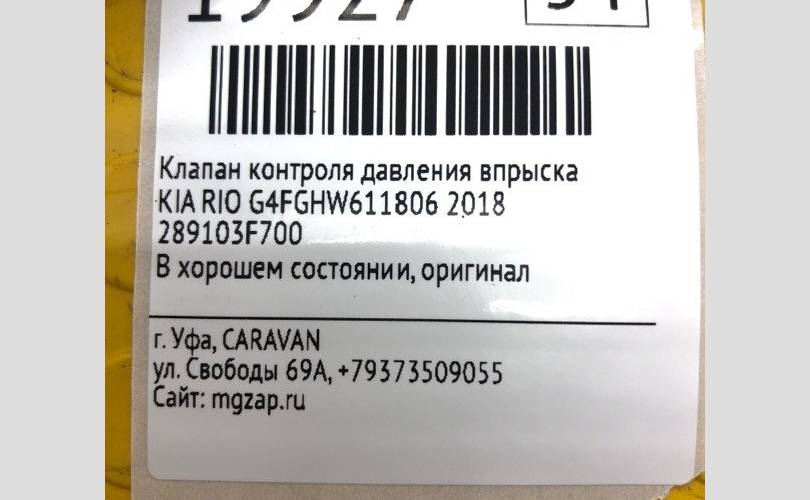 19927
Клапан контроля давления впрыска
KIA RIO G4FGHW611806 2018
289103F700
В хорошем состоянии, оригинал
г. Уфа, CARAVAN
ул. Свободы 69А, +79373509055
Сайт: mgzap.ru